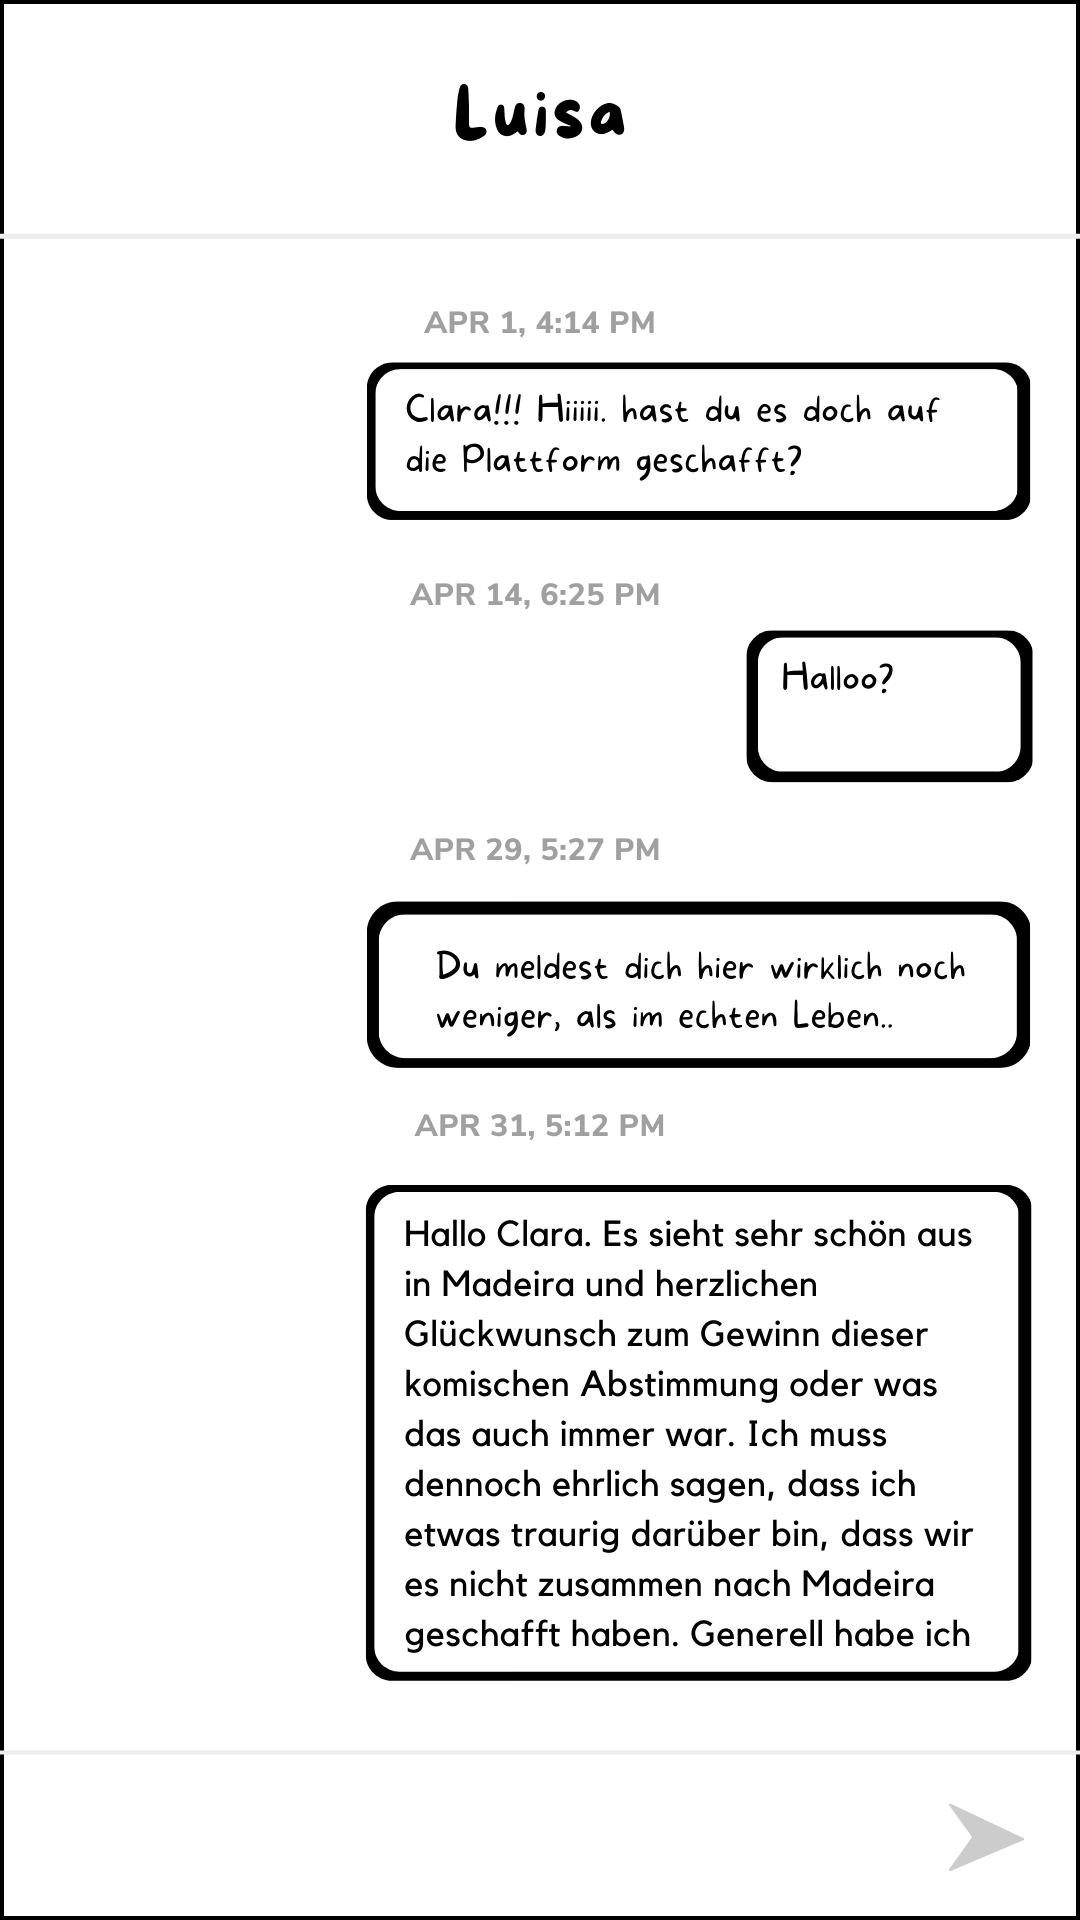 Luisa
APR 1, 4:14 PM
Clara!!! Hiiiii. hast du es doch auf
die Plattform geschafft?
APR 14, 6:25 PM
Halloo?
APR 29, 5:27 PM
Du meldest dich hier wirklich noch
weniger, als im echten Leben..
APR 31, 5:12 PM
Hallo Clara. Es sieht sehr schön aus
in Madeira und herzlichen
Glückwunsch zum Gewinn dieser
komischen Abstimmung oder was
das auch immer war. Ich muss
dennoch ehrlich sagen, dass ich
etwas traurig darüber bin, dass wir
es nicht zusammen nach Madeira
geschafft haben. Generell habe ich